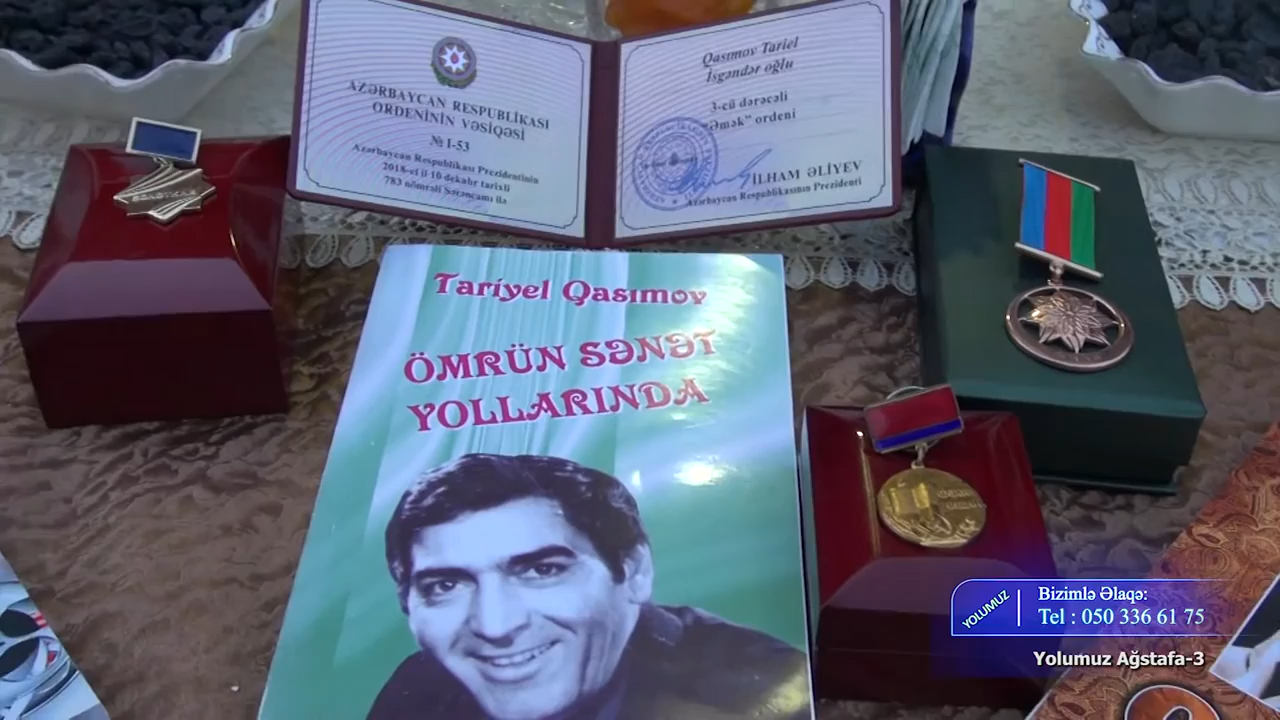 AZƏRBAYCAN RESPUBLİKASI
ORDENİNİN VƏSİQƏSİ
№ I-53
Azərbaycan Respublikası Prezidentinin
2018-ci il 10 dekabr tarixli
783 nömrəli Sərəncamı ilə
Qasımov Tariel
İsgəndər oğlu
3-cü dərəcəli
"Əmək" ordeni
İLHAM ƏLİYEV
Azərbaycan Respublikasının Prezidenti
Tariyel Qasımov
ÖMRÜN SƏNƏT
YOLLARINDA
YOLUMUZ
Bizimlə Əlaqə:
Tel : 050 336 61 75
Yolumuz Ağstafa-3